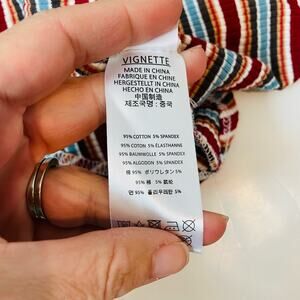 VIGNETTE
MADE IN CHINA
FABRIQUE EN CHINE
HERGESTELLT IN CHINA
HECHO EN CHINA
中国制造
제조국명 : 중국
95% COTTON 5% SPANDEX
95% COTON 5% ÉLASTHANNE
95% BAUMWOLLE 5% SPANDEX
95% ALGODON 5% SPANDEX
綿 95% ポリウレタン 5%
95% 棉 5% 氨纶
면 95% 폴리우레탄 5%